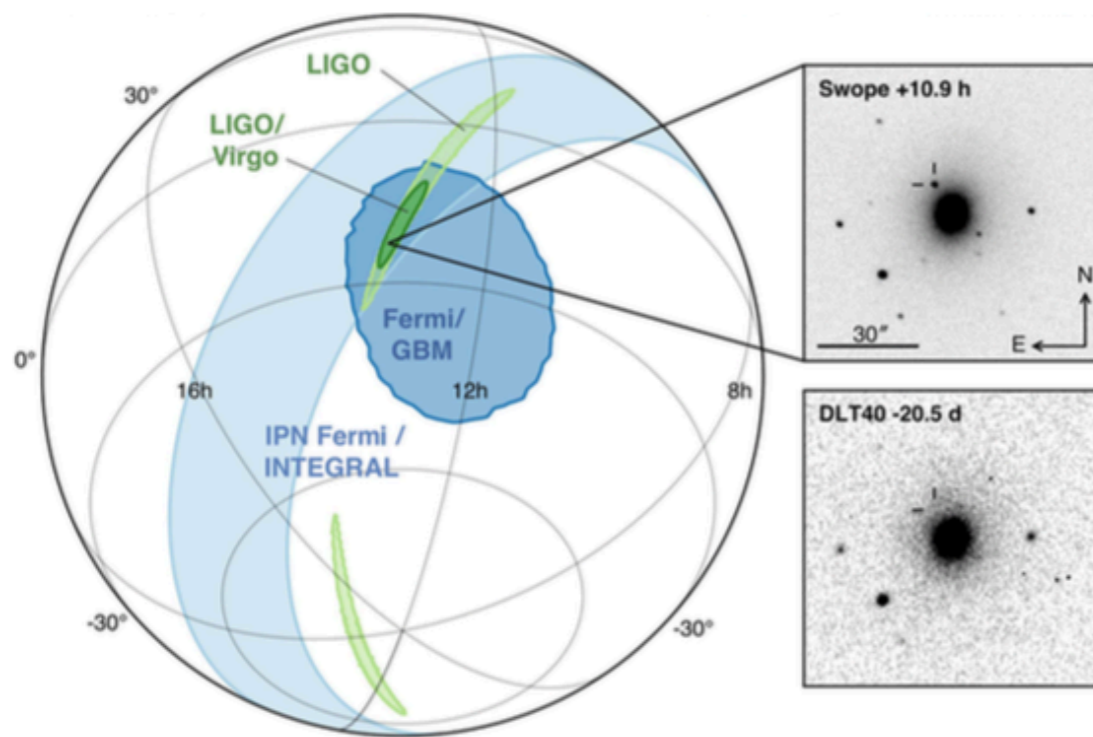 LIGO
30°
LIGO/
Virgo
Fermi/
GBM
0°
16h
12h
8h
IPN Fermi /
INTEGRAL
-30°
-30°
Swope +10.9 h
N
30″
E
DLT40 -20.5 d